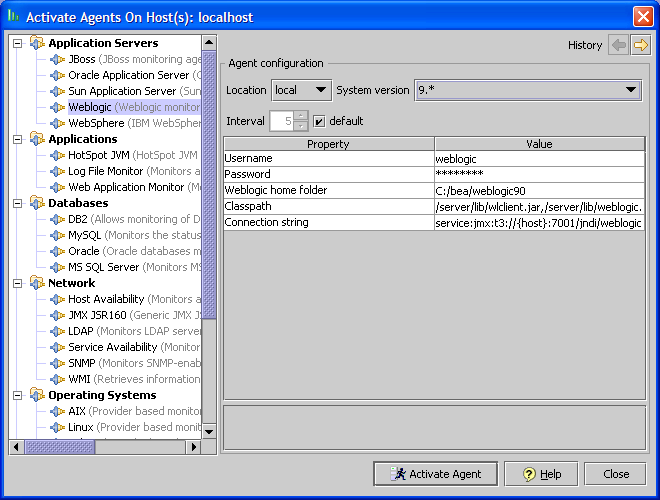 Activate Agents On Host(s): localhost
History
Application Servers
JBoss (JBoss monitoring age
Oracle Application Server (
Sun Application Server (Sun
Weblogic (Weblogic monitor
WebSphere (IBM WebSpher
Applications
HotSpot JVM (HotSpot JVM
Log File Monitor (Monitors lo
Web Application Monitor (M
Databases
DB2 (Allows monitoring of D
MySQL (Monitors the status
Oracle (Oracle databases m
MS SQL Server (Monitors MS
Network
Host Availability (Monitors a
JMX JSR160 (Generic JMX J
LDAP (Monitors LDAP server
Service Availability (Monitor
SNMP (Monitors SNMP-enab
WMI (Retrieves information
Operating Systems
AIX (Provider based monito
Linux (Provider based monit
Agent configuration
Location local System version 9.*
Interval 5 default
Property Value
Username weblogic
Password ********
Weblogic home folder C:/bea/weblogic90
Classpath /server/lib/wlclient.jar,/server/lib/weblogic.
Connection string service:jmx:t3://{host}:7001/jndi/weblogic
Activate Agent Help Close